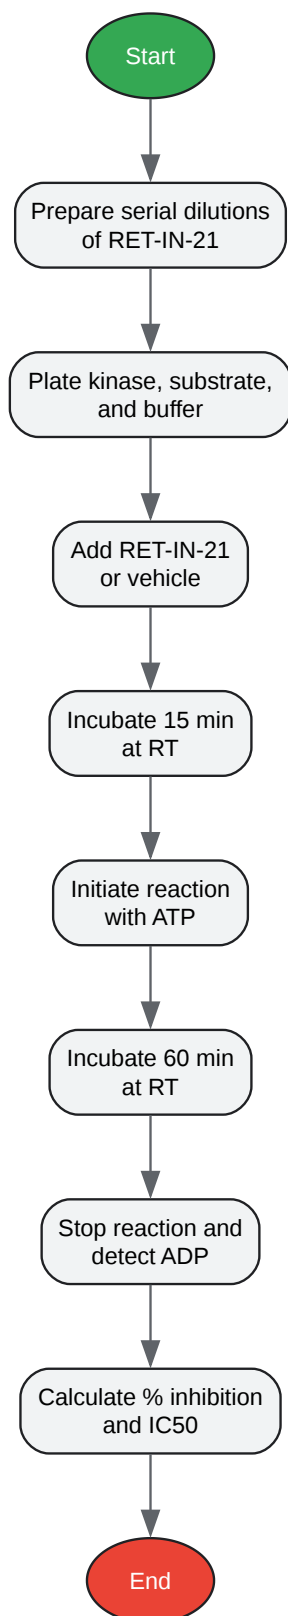 Start
Prepare serial dilutions
of RET-IN-21
Plate kinase, substrate,
and buffer
Add RET-IN-21
or vehicle
Incubate 15 min
at RT
Initiate reaction
with ATP
Incubate 60 min
at RT
Stop reaction and
detect ADP
Calculate % inhibition
and IC50
End